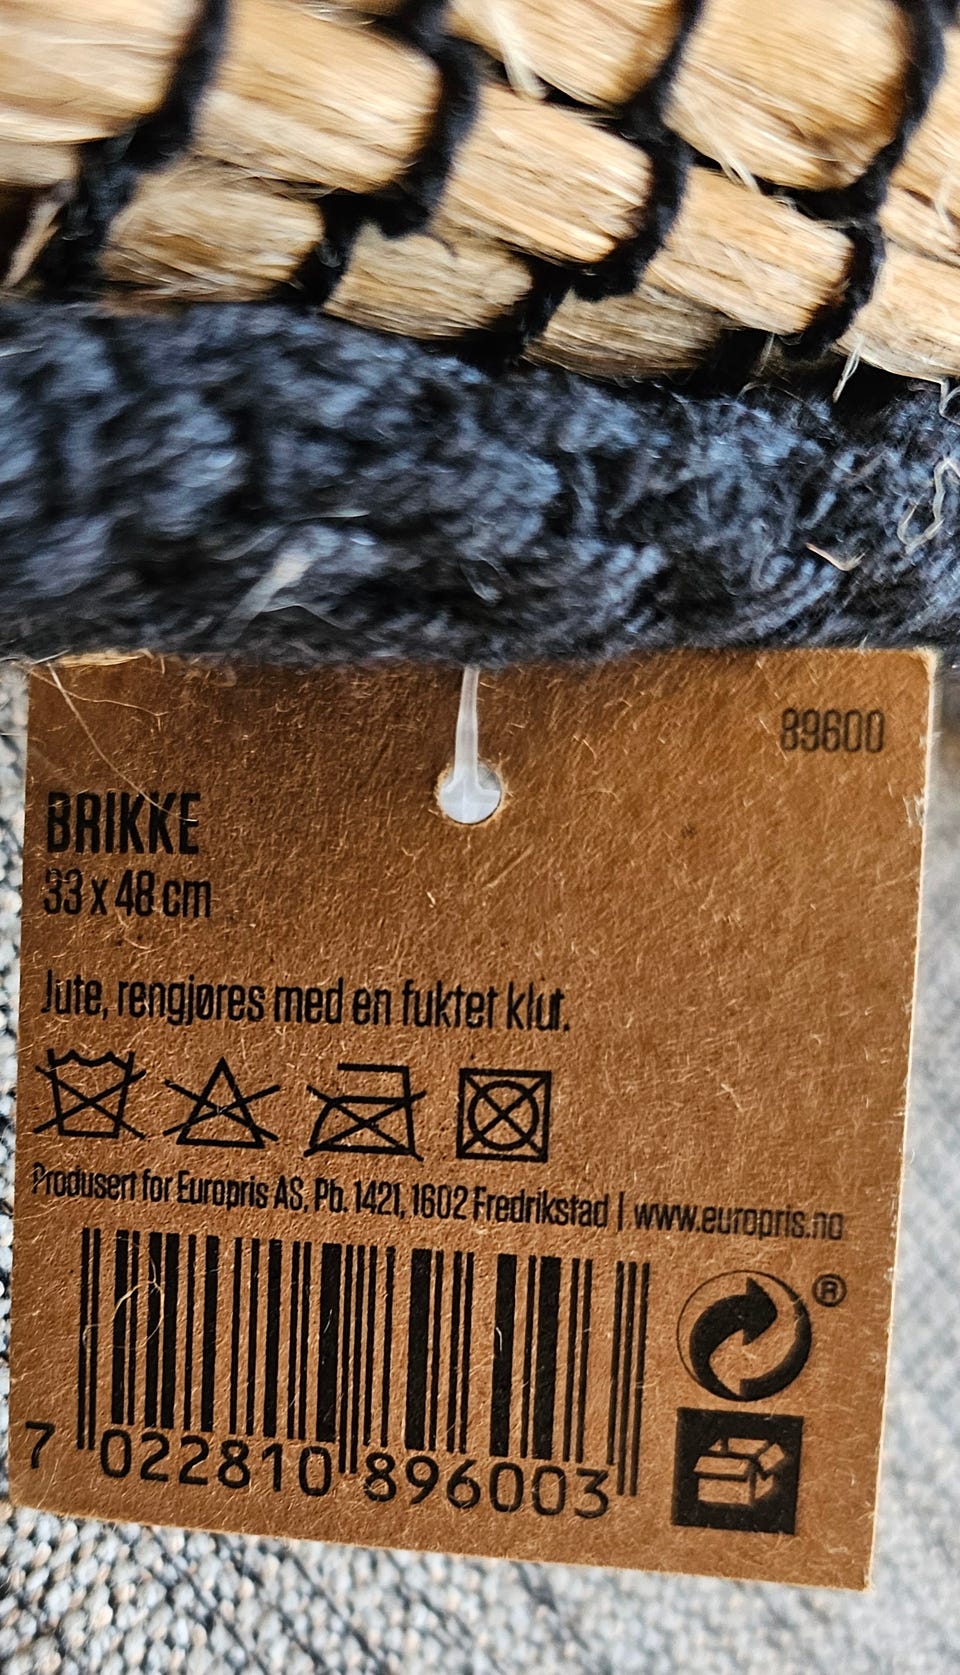 89600
BRIKKE
33 x 48 cm
Jute, rengjøres med en fuktet klut.
Produsert for Europris AS, Pb. 1421, 1602 Fredrikstad | www.europris.no
®
7 022810 896003